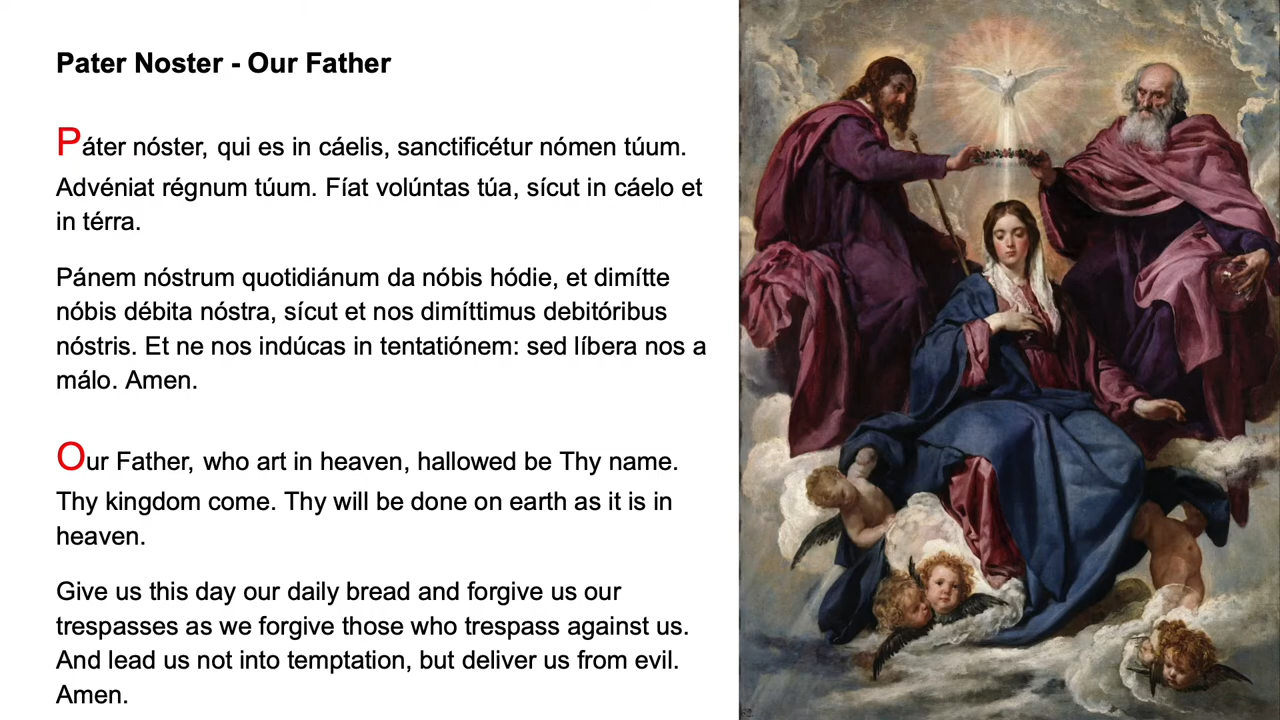 Pater Noster - Our Father
Páter nóster, qui es in cáelis, sanctificétur nómen túum.
Advéniat régnum túum. Fíat volúntas túa, sícut in cáelo et
in térra.
Pánem nóstrum quotidiánum da nóbis hódie, et dimítte
nóbis débita nóstra, sícut et nos dimíttimus debitóribus
nóstris. Et ne nos indúcas in tentatiónem: sed líbera nos a
málo. Amen.
Our Father, who art in heaven, hallowed be Thy name.
Thy kingdom come. Thy will be done on earth as it is in
heaven.
Give us this day our daily bread and forgive us our
trespasses as we forgive those who trespass against us.
And lead us not into temptation, but deliver us from evil.
Amen.